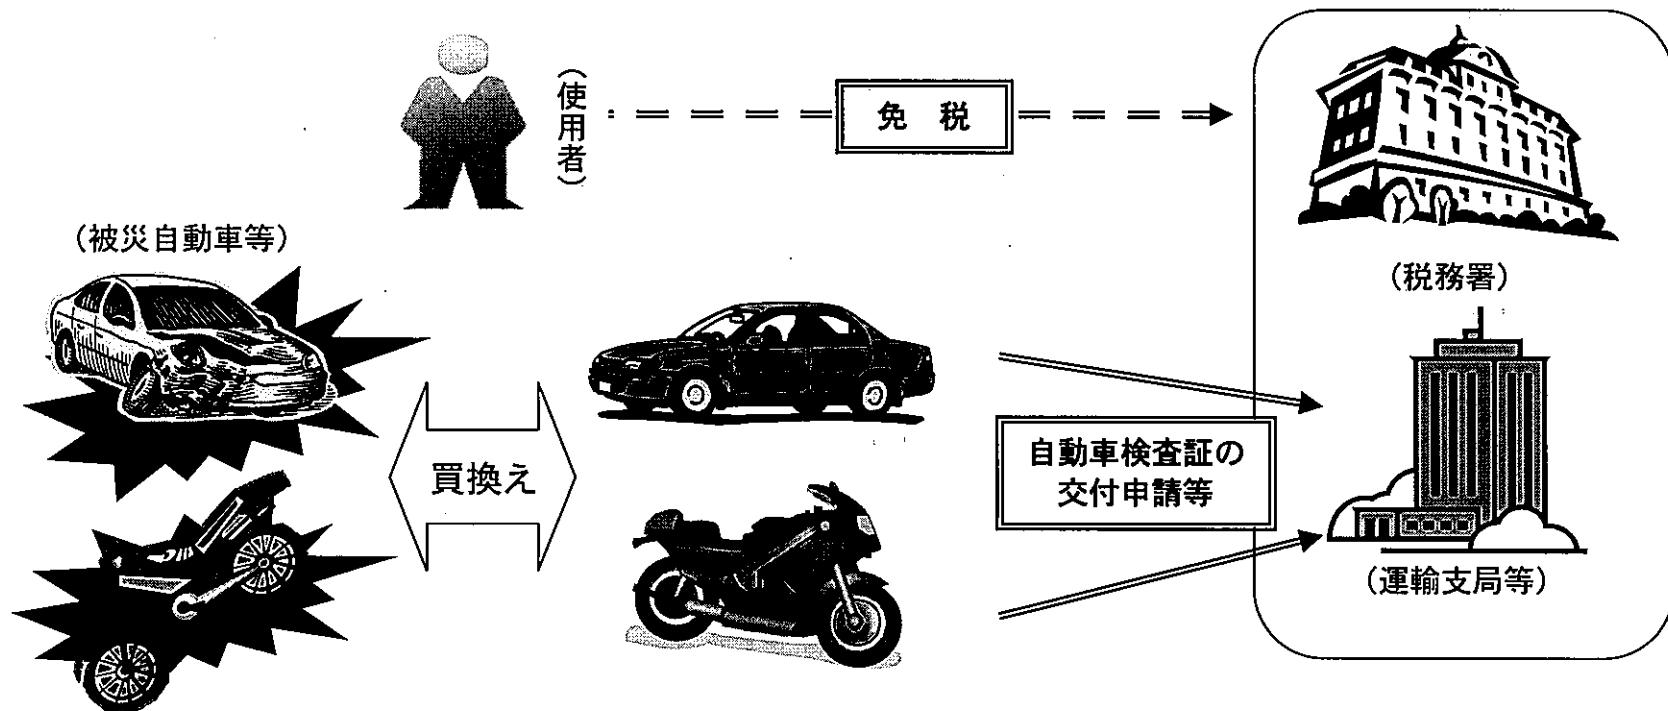 （使用者）
免　税
（被災自動車等）
（税務署）
買換え
自動車検査証の
交付申請等
（運輸支局等）